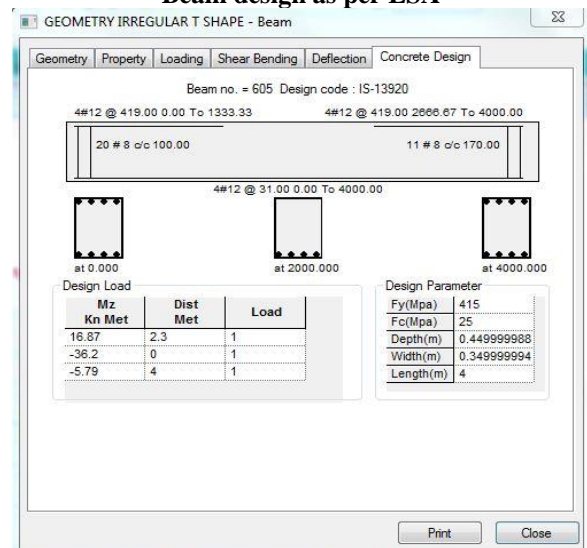 Beam design as per ESA
GEOMETRY IRREGULAR T SHAPE - Beam
Geometry Property Loading Shear Bending Deflection Concrete Design
Beam no. = 605 Design code : IS-13920
4#12 @ 419.00 0.00 To 1333.33 4#12 @ 419.00 2666.67 To 4000.00
20 # 8 c/c 100.00 11 # 8 c/c 170.00
4#12 @ 31.00 0.00 To 4000.00
at 0.000 at 2000.000 at 4000.000
Design Load Design Parameter
Mz Dist Load
Kn Met Met
16.87 2.3 1
-36.2 0 1
-5.79 4 1
Fy(Mpa) 415
Fc(Mpa) 25
Depth(m) 0.449999988
Width(m) 0.349999994
Length(m) 4
Print Close